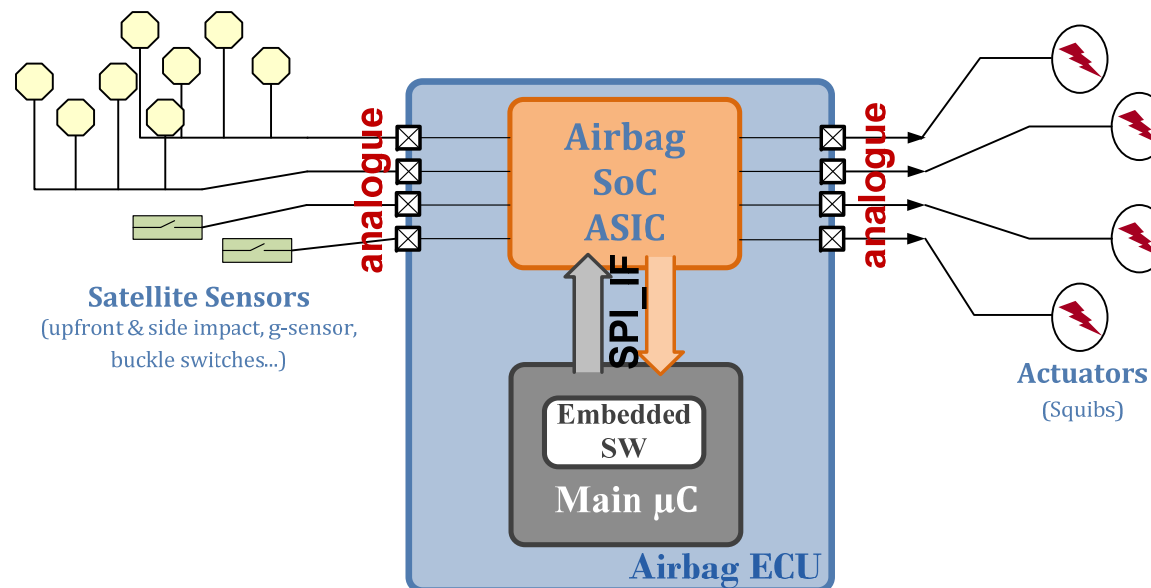 analogue
Airbag
SoC
ASIC
analogue
SPI_IF
Satellite Sensors
(upfront & side impact, g-sensor,
buckle switches...)
Embedded
SW
Main μC
Actuators
(Squibs)
Airbag ECU